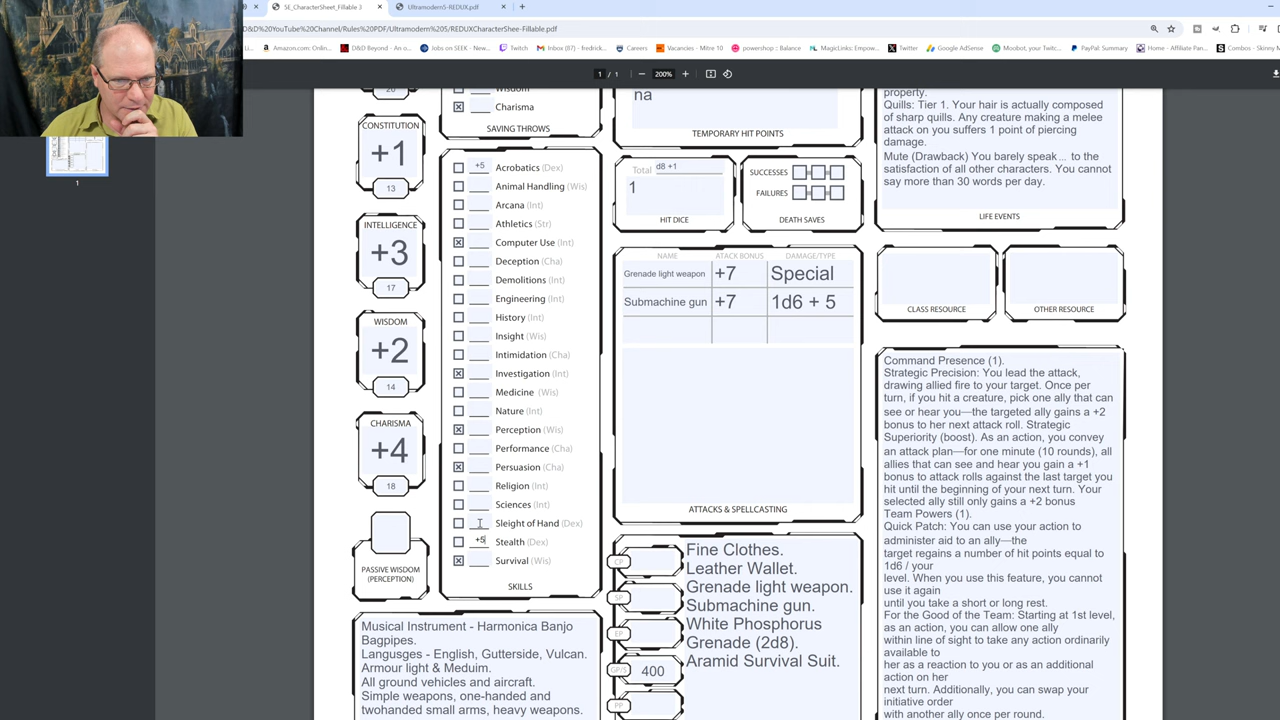 5E_CharacterSheet_Fillable 3
Ultramodern5-REDUX.pdf
D&D%20YouTube%20Channel/Rules%20PDF/Ultramodern%205/REDUXCharacterShee-Fillable.pdf
Amazon.com: Onlin...
D&D Beyond - An o...
Jobs on SEEK - New...
Twitch
Inbox (87) - fredrick...
Careers
Vacancies - Mitre 10
powershop :: Balance
MagicLinks: Empow...
Twitter
Google AdSense
Moobot, your Twitc...
PayPal: Summary
Home - Affiliate Pan...
Combos - Skinny M
1 / 1
200%
1
20
CONSTITUTION
+1
13
INTELLIGENCE
+3
17
WISDOM
+2
14
CHARISMA
+4
18
PASSIVE WISDOM
(PERCEPTION)
Wisdom
Charisma
SAVING THROWS
+5 Acrobatics (Dex)
Animal Handling (Wis)
Arcana (Int)
Athletics (Str)
Computer Use (Int)
Deception (Cha)
Demolitions (Int)
Engineering (Int)
History (Int)
Insight (Wis)
Intimidation (Cha)
Investigation (Int)
Medicine (Wis)
Nature (Int)
Perception (Wis)
Performance (Cha)
Persuasion (Cha)
Religion (Int)
Sciences (Int)
Sleight of Hand (Dex)
+5 Stealth (Dex)
Survival (Wis)
SKILLS
Musical Instrument - Harmonica Banjo
Bagpipes.
Langusges - English, Gutterside, Vulcan.
Armour light & Meduim.
All ground vehicles and aircraft.
Simple weapons, one-handed and
twohanded small arms, heavy weapons.
na
TEMPORARY HIT POINTS
Total d8 +1
1
HIT DICE
SUCCESSES
FAILURES
DEATH SAVES
NAME ATACK BONUS DAMAGE/TYPE
Grenade light weapon +7 Special
Submachine gun +7 1d6 + 5
ATTACKS & SPELLCASTING
CP
SP
EP
GP/S 400
PP
Fine Clothes.
Leather Wallet.
Grenade light weapon.
Submachine gun.
White Phosphorus
Grenade (2d8).
Aramid Survival Suit.
property.
Quills: Tier 1. Your hair is actually composed
of sharp quills. Any creature making a melee
attack on you suffers 1 point of piercing
damage.
Mute (Drawback) You barely speak… to the
satisfaction of all other characters. You cannot
say more than 30 words per day.
LIFE EVENTS
CLASS RESOURCE
OTHER RESOURCE
Command Presence (1).
Strategic Precision: You lead the attack,
drawing allied fire to your target. Once per
turn, if you hit a creature, pick one ally that can
see or hear you—the targeted ally gains a +2
bonus to her next attack roll. Strategic
Superiority (boost). As an action, you convey
an attack plan—for one minute (10 rounds), all
allies that can see and hear you gain a +1
bonus to attack rolls against the last target you
hit until the beginning of your next turn. Your
selected ally still only gains a +2 bonus
Team Powers (1).
Quick Patch: You can use your action to
administer aid to an ally—the
target regains a number of hit points equal to
1d6 / your
level. When you use this feature, you cannot
use it again
until you take a short or long rest.
For the Good of the Team: Starting at 1st level,
as an action, you can allow one ally
within line of sight to take any action ordinarily
available to
her as a reaction to you or as an additional
action on her
next turn. Additionally, you can swap your
initiative order
with another ally once per round.